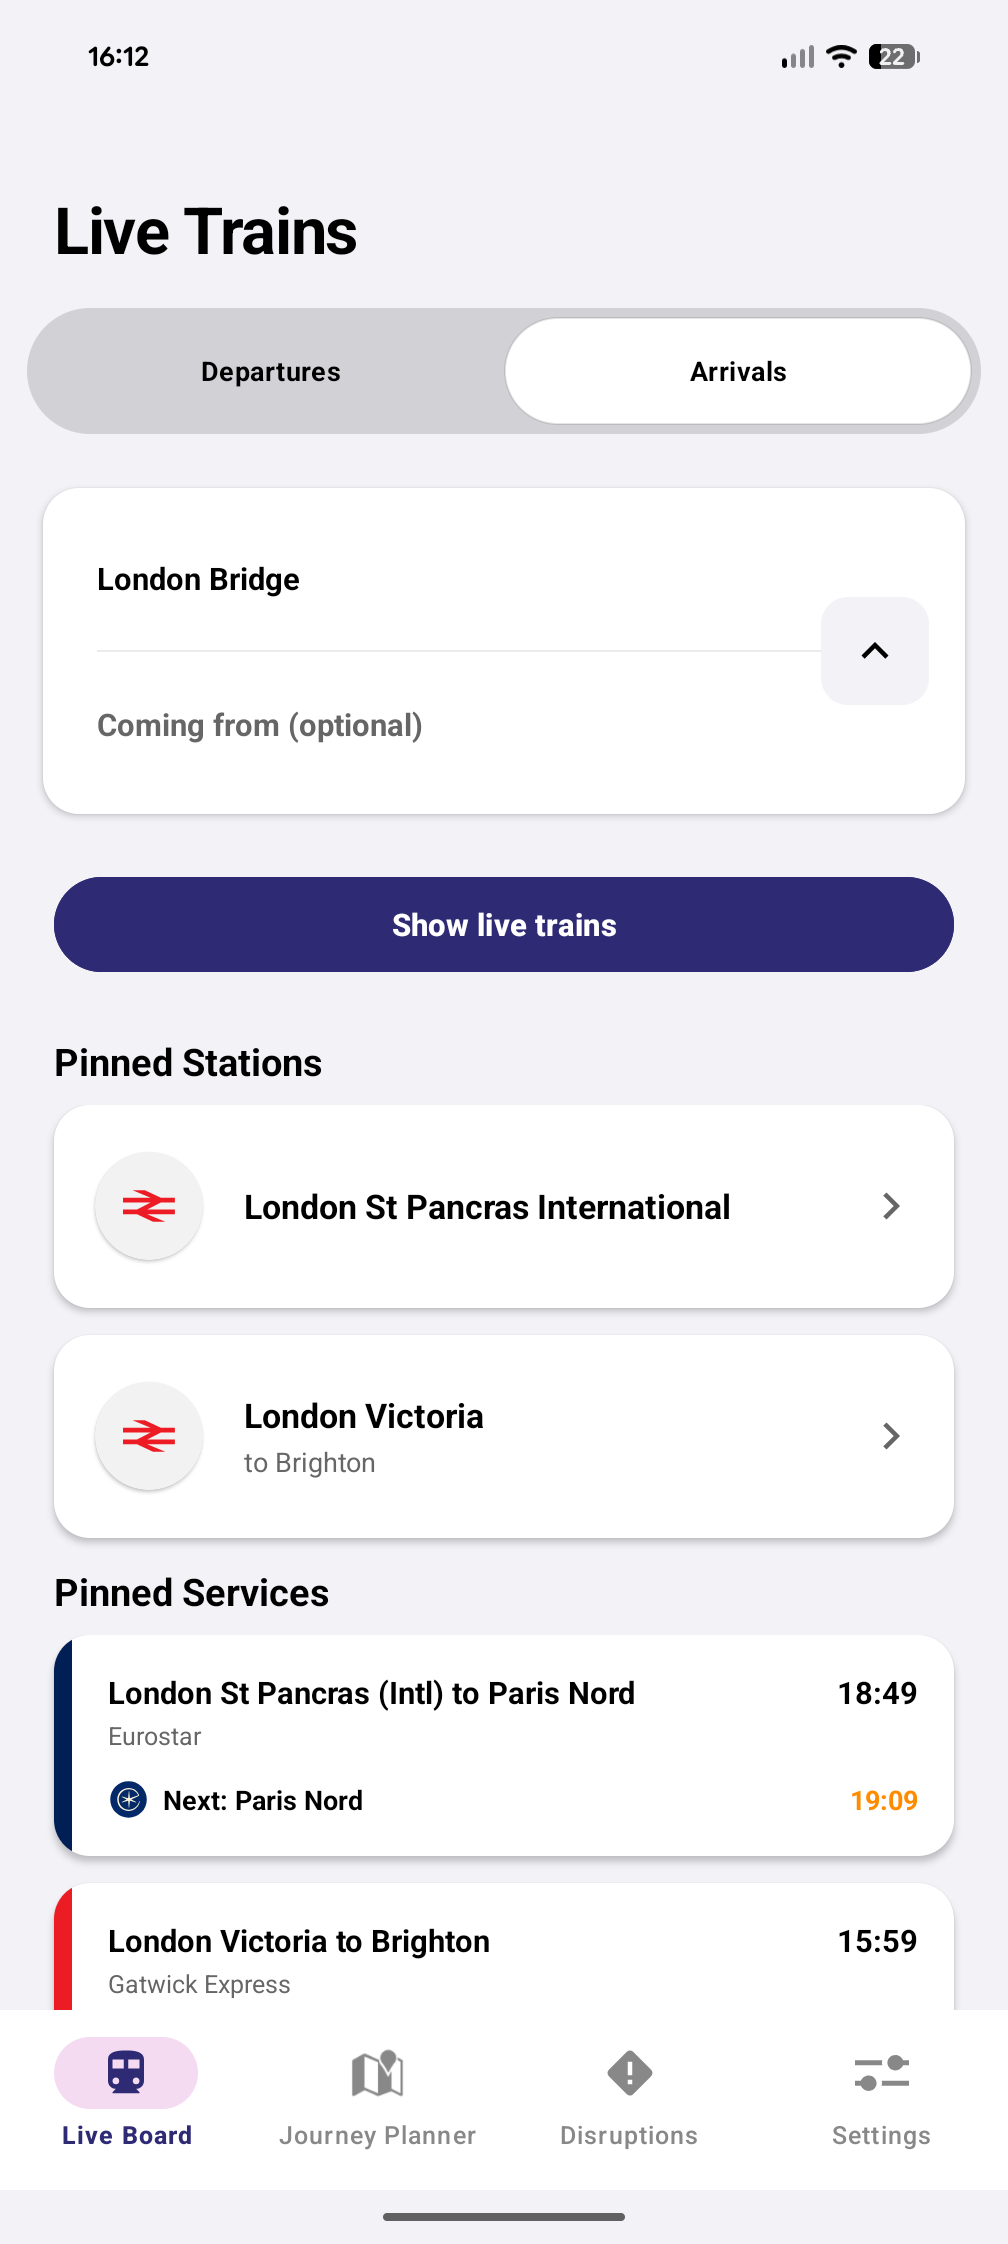 16:12
22
Live Trains
Departures
Arrivals
London Bridge
Coming from (optional)
Show live trains
Pinned Stations
London St Pancras International
London Victoria
to Brighton
Pinned Services
London St Pancras (Intl) to Paris Nord 18:49
Eurostar
Next: Paris Nord 19:09
London Victoria to Brighton 15:59
Gatwick Express
Live Board
Journey Planner
Disruptions
Settings